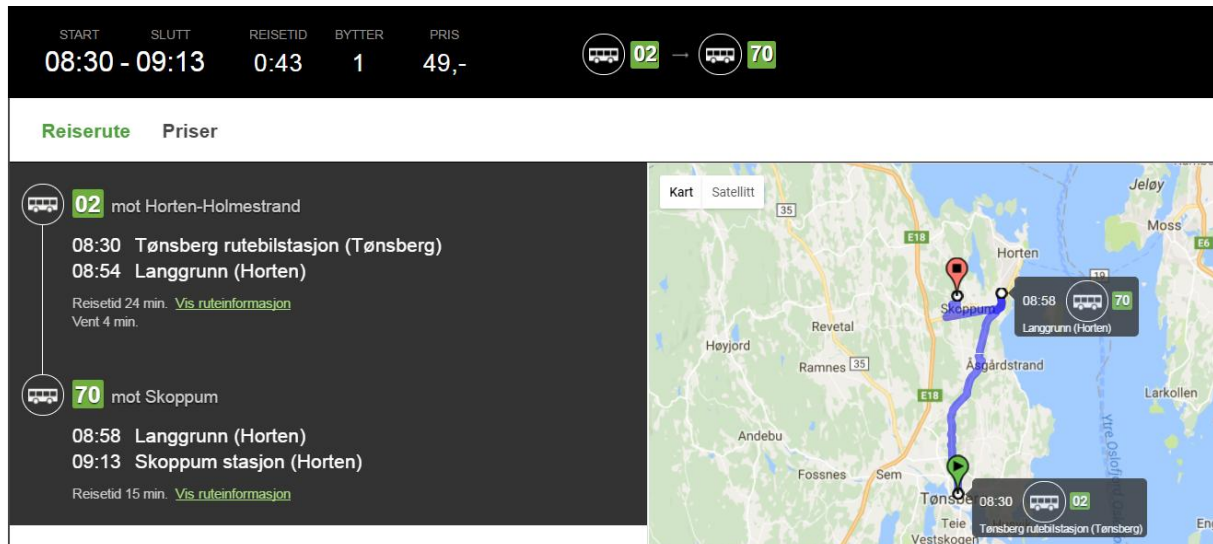 START SLUTT REISETID BYTTER PRIS
08:30 - 09:13 0:43 1 49,-
02 → 70
Reiserute Priser
02 mot Horten-Holmestrand
08:30 Tønsberg rutebilstasjon (Tønsberg)
08:54 Langgrunn (Horten)
Reisetid 24 min. Vis ruteinformasjon
Vent 4 min.
70 mot Skoppum
08:58 Langgrunn (Horten)
09:13 Skoppum stasjon (Horten)
Reisetid 15 min. Vis ruteinformasjon
Kart Satellitt
Jeløy
35
Moss
E18
E6
Horten
19
08:58 70
Langgrunn (Horten)
Skoppum
Revetal
Høyjord
Ramnes 35
Åsgårdstrand
E18
Larkollen
Andebu
Ytre Oslofjord
Fossnes Sem
08:30 02
Tønsberg rutebilstasjon (Tønsberg)
Teie
Vestskogen